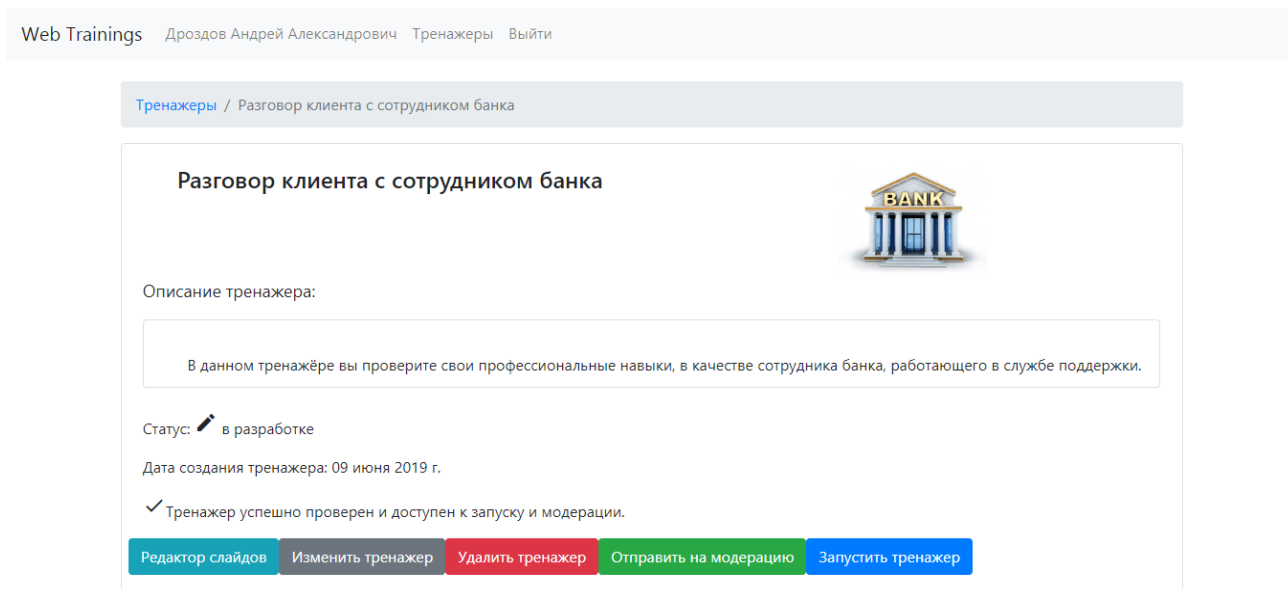 Web Trainings Дроздов Андрей Александрович Тренажеры Выйти
Тренажеры / Разговор клиента с сотрудником банка
Разговор клиента с сотрудником банка
BANK
Описание тренажера:
В данном тренажёре вы проверите свои профессиональные навыки, в качестве сотрудника банка, работающего в службе поддержки.
Статус: в разработке
Дата создания тренажера: 09 июня 2019 г.
Тренажер успешно проверен и доступен к запуску и модерации.
Редактор слайдов Изменить тренажер Удалить тренажер Отправить на модерацию Запустить тренажер